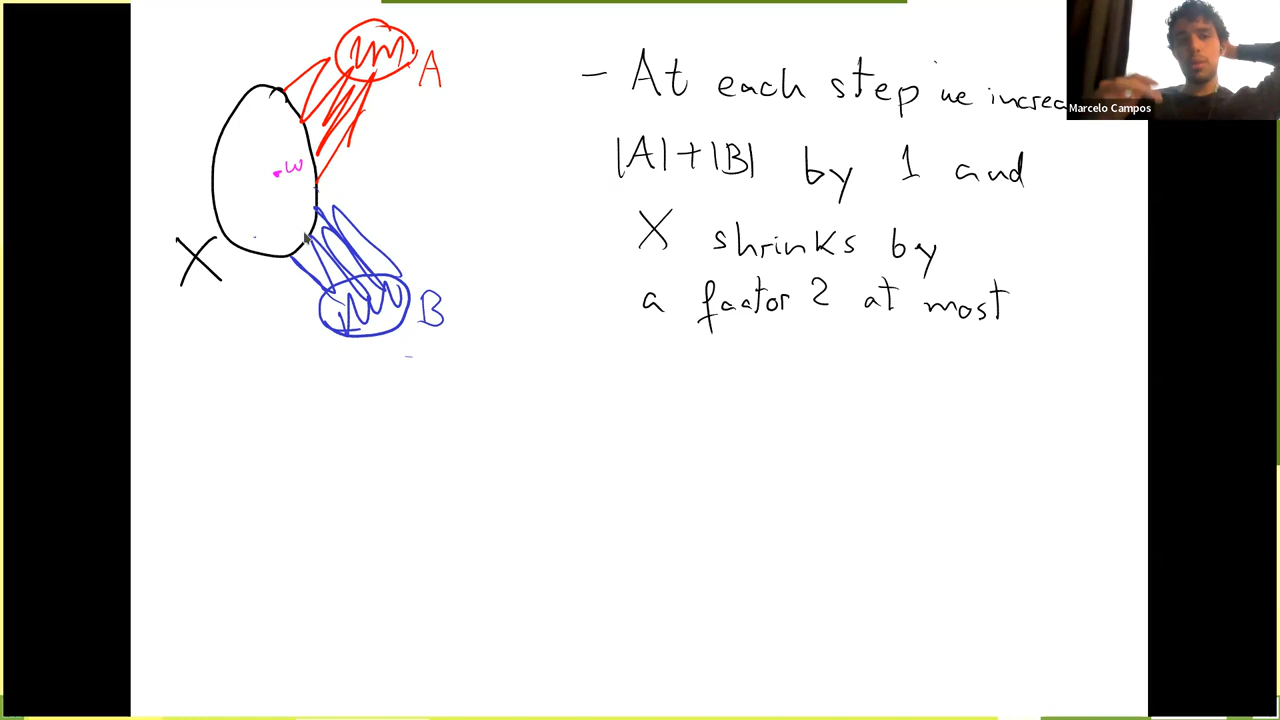 A
- At each step we increa
Marcelo Campos
|A|+|B| by 1 and
w
X
X shrinks by
a factor 2 at most
B